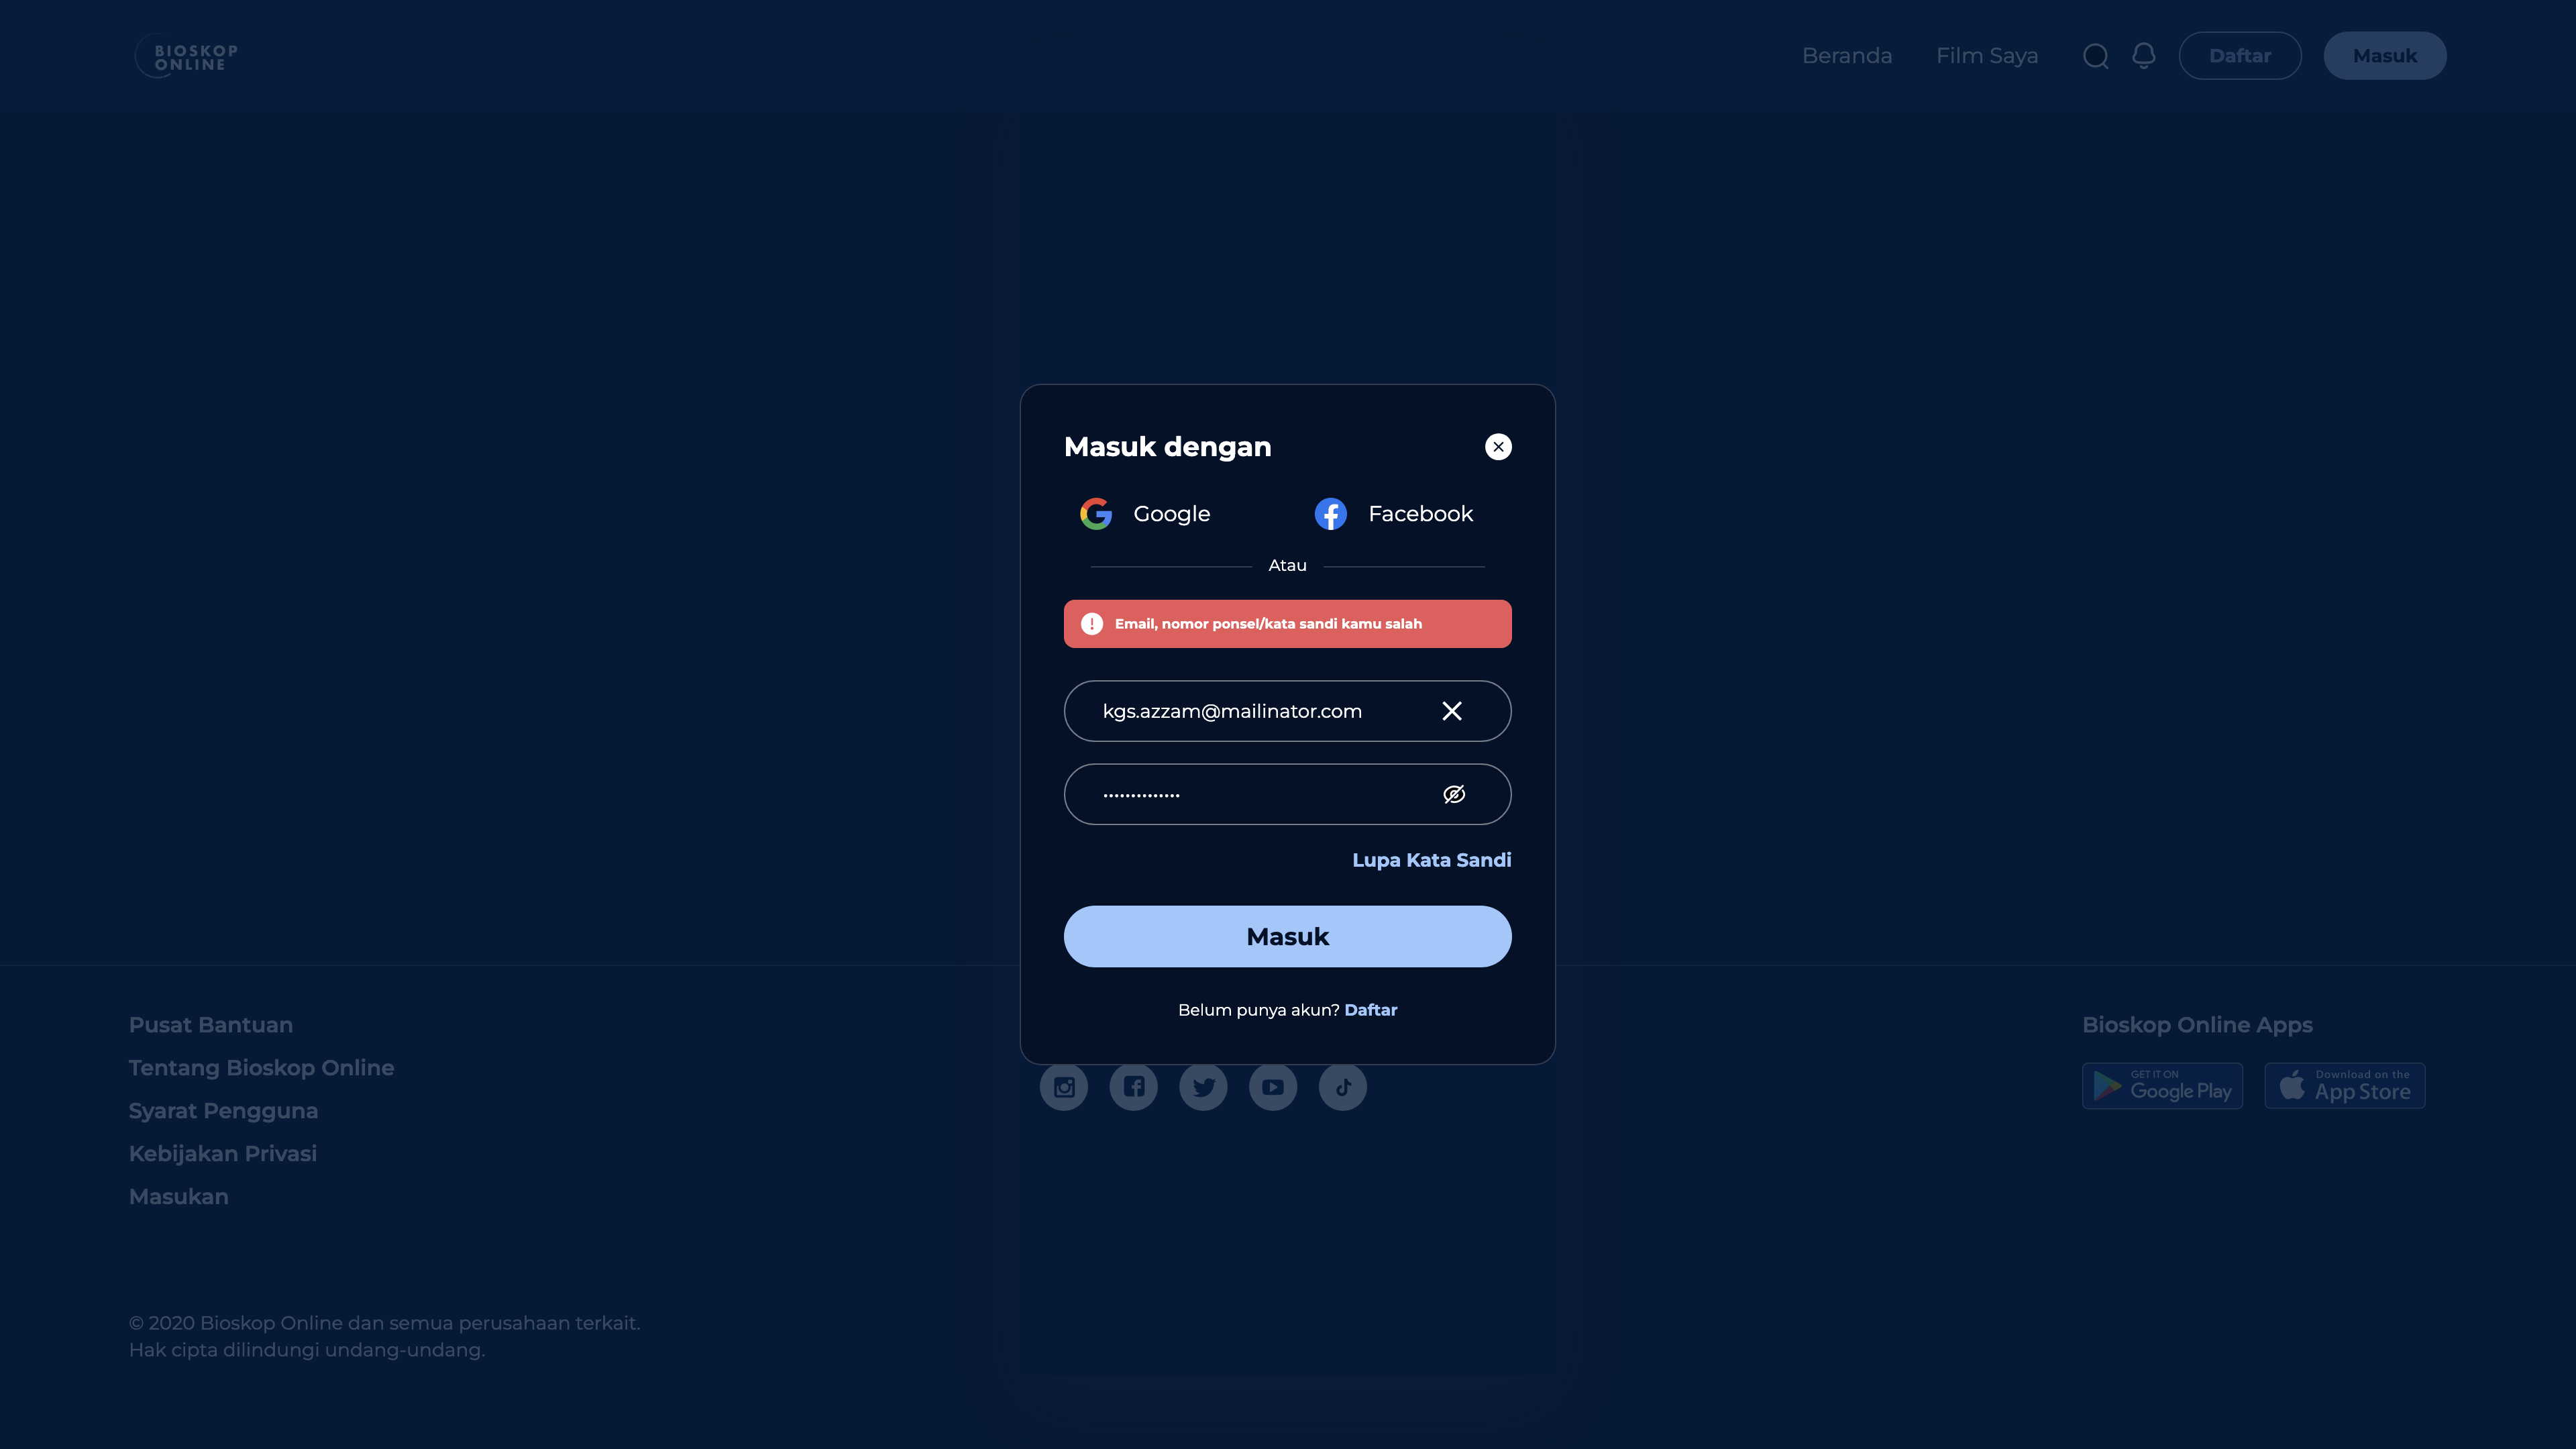 BIOSKOP
ONLINE
Beranda
Film Saya
Daftar
Masuk
Masuk dengan
Google
Facebook
Atau
Email, nomor ponsel/kata sandi kamu salah
kgs.azzam@mailinator.com
Lupa Kata Sandi
Masuk
Belum punya akun? Daftar
Pusat Bantuan
Tentang Bioskop Online
Syarat Pengguna
Kebijakan Privasi
Masukan
Bioskop Online Apps
GET IT ON
Google Play
Download on the
App Store
© 2020 Bioskop Online dan semua perusahaan terkait.
Hak cipta dilindungi undang-undang.